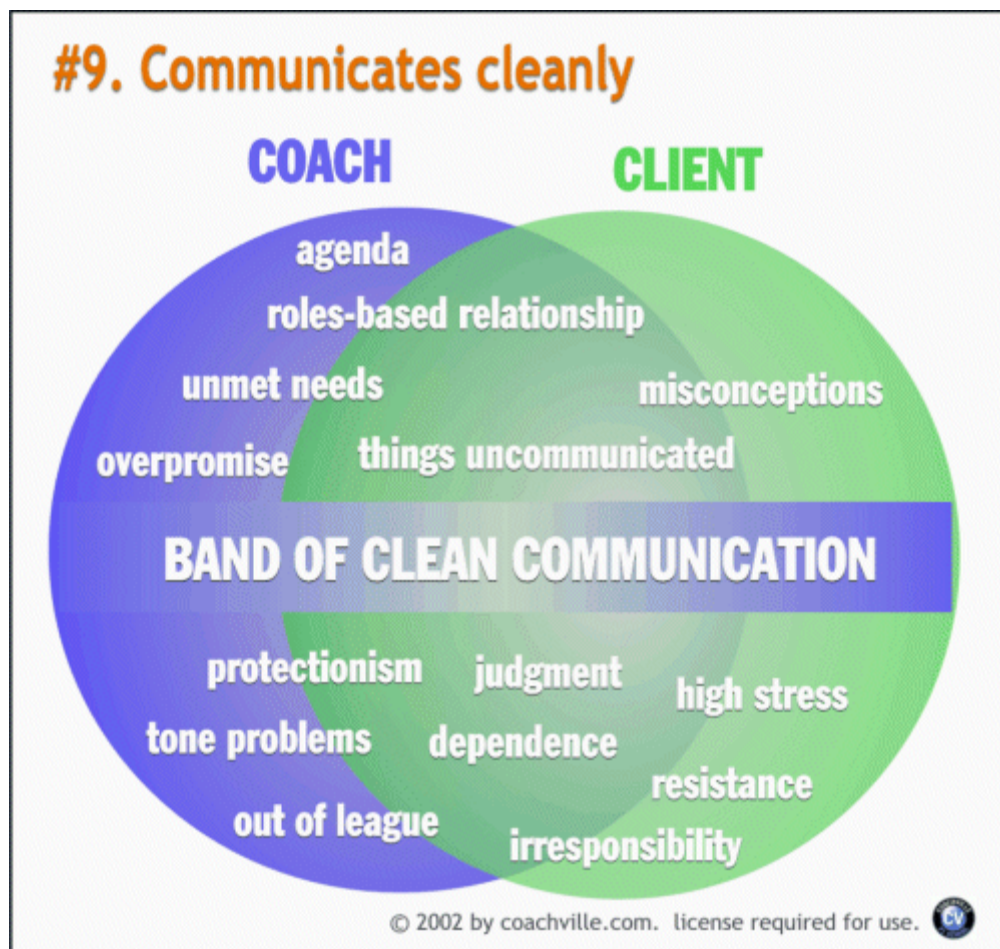 #9. Communicates cleanly
COACH
CLIENT
agenda
roles-based relationship
unmet needs
misconceptions
overpromise
things uncommunicated
BAND OF CLEAN COMMUNICATION
protectionism
judgment
high stress
tone problems
dependence
resistance
out of league
irresponsibility
© 2002 by coachville.com. license required for use.
CV